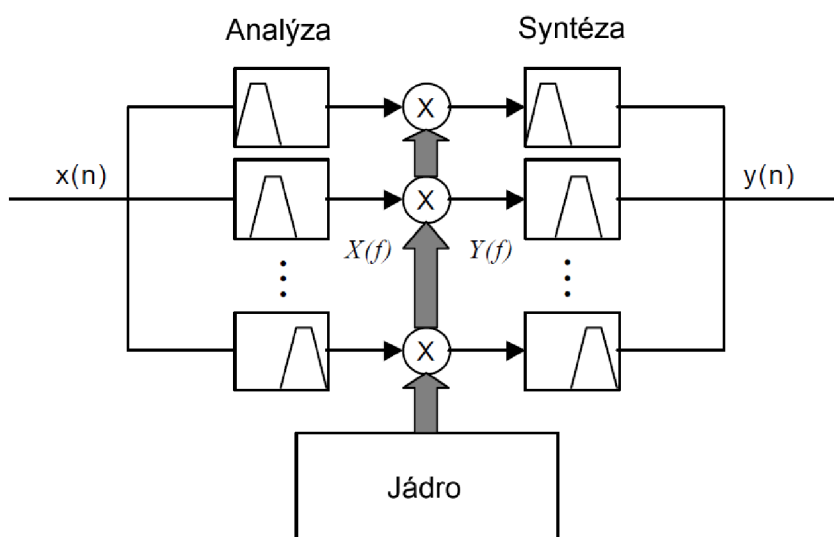 Analýza Syntéza
X X
x(n) X y(n)
X(f) Y(f)
X
Jádro